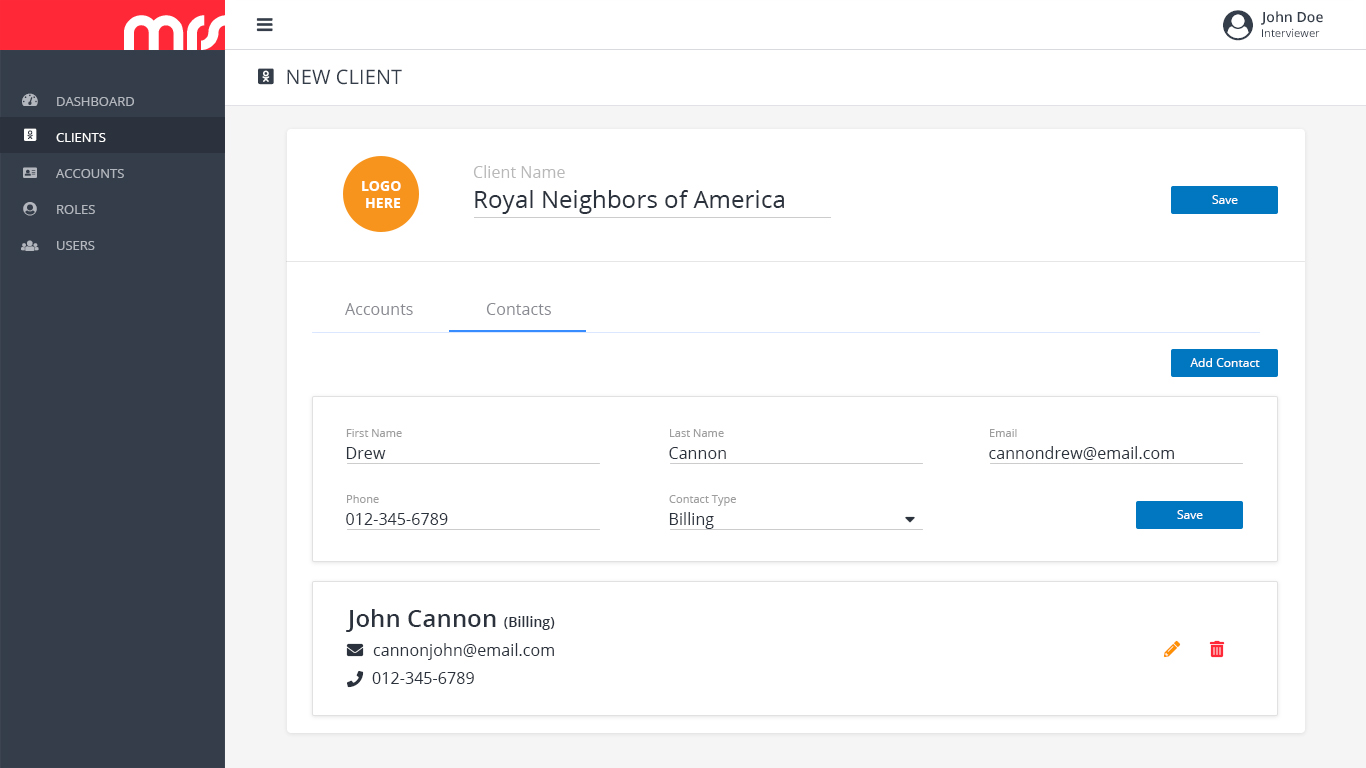 mrs
John Doe
Interviewer
NEW CLIENT
DASHBOARD
CLIENTS
ACCOUNTS
ROLES
USERS
LOGO
HERE
Client Name
Royal Neighbors of America
Save
Accounts
Contacts
Add Contact
First Name
Drew
Last Name
Cannon
Email
cannondrew@email.com
Phone
012-345-6789
Contact Type
Billing
Save
John Cannon (Billing)
cannonjohn@email.com
012-345-6789